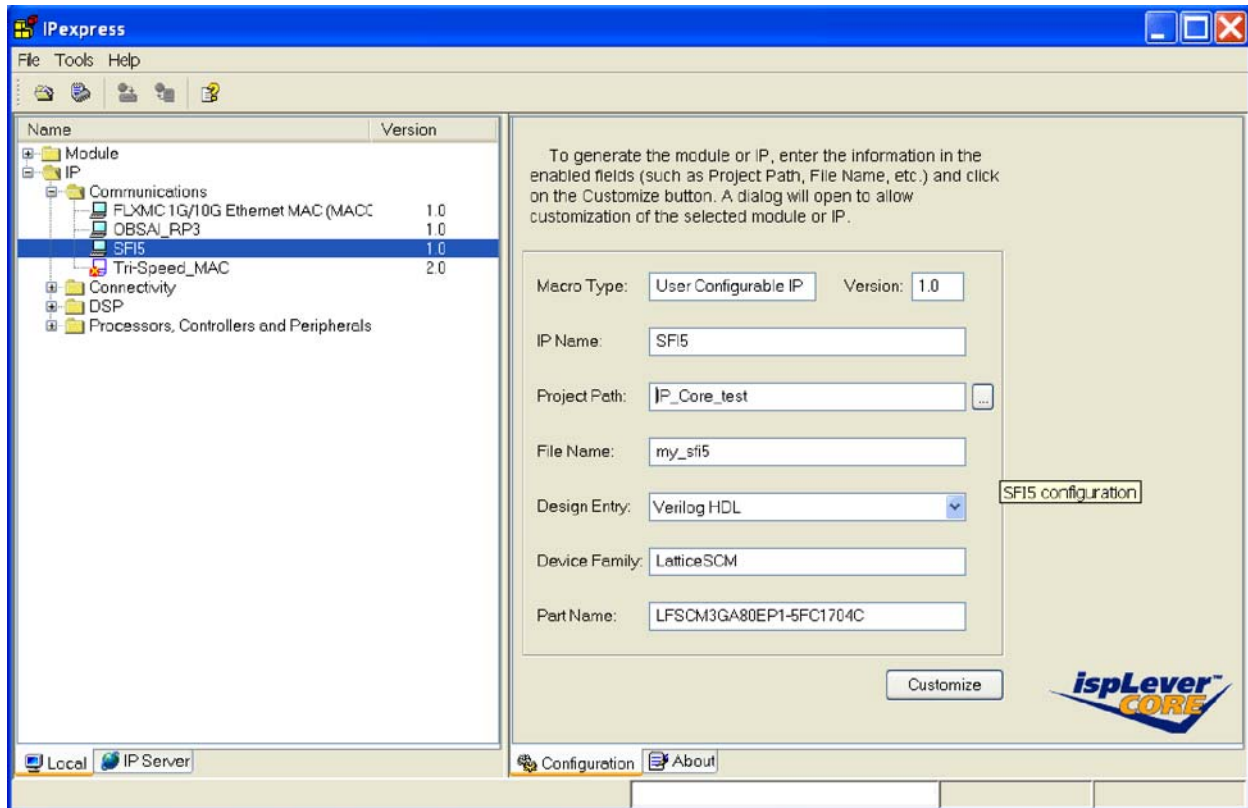 IPexpress
File Tools Help
Name Version
Module
IP
Communications
FLXMC 1G/10G Ethernet MAC (MACC 1.0
OBSAI_RP3 1.0
SFI5 1.0
Tri-Speed_MAC 2.0
Connectivity
DSP
Processors, Controllers and Peripherals
Local IP Server
To generate the module or IP, enter the information in the
enabled fields (such as Project Path, File Name, etc.) and click
on the Customize button. A dialog will open to allow
customization of the selected module or IP.
Macro Type: User Configurable IP Version: 1.0
IP Name: SFI5
Project Path: IP_Core_test ...
File Name: my_sfi5
SFI5 configuration
Design Entry: Verilog HDL
Device Family: LatticeSCM
Part Name: LFSCM3GA80EP1-5FC1704C
Customize
ispLever™
CORE
Configuration About